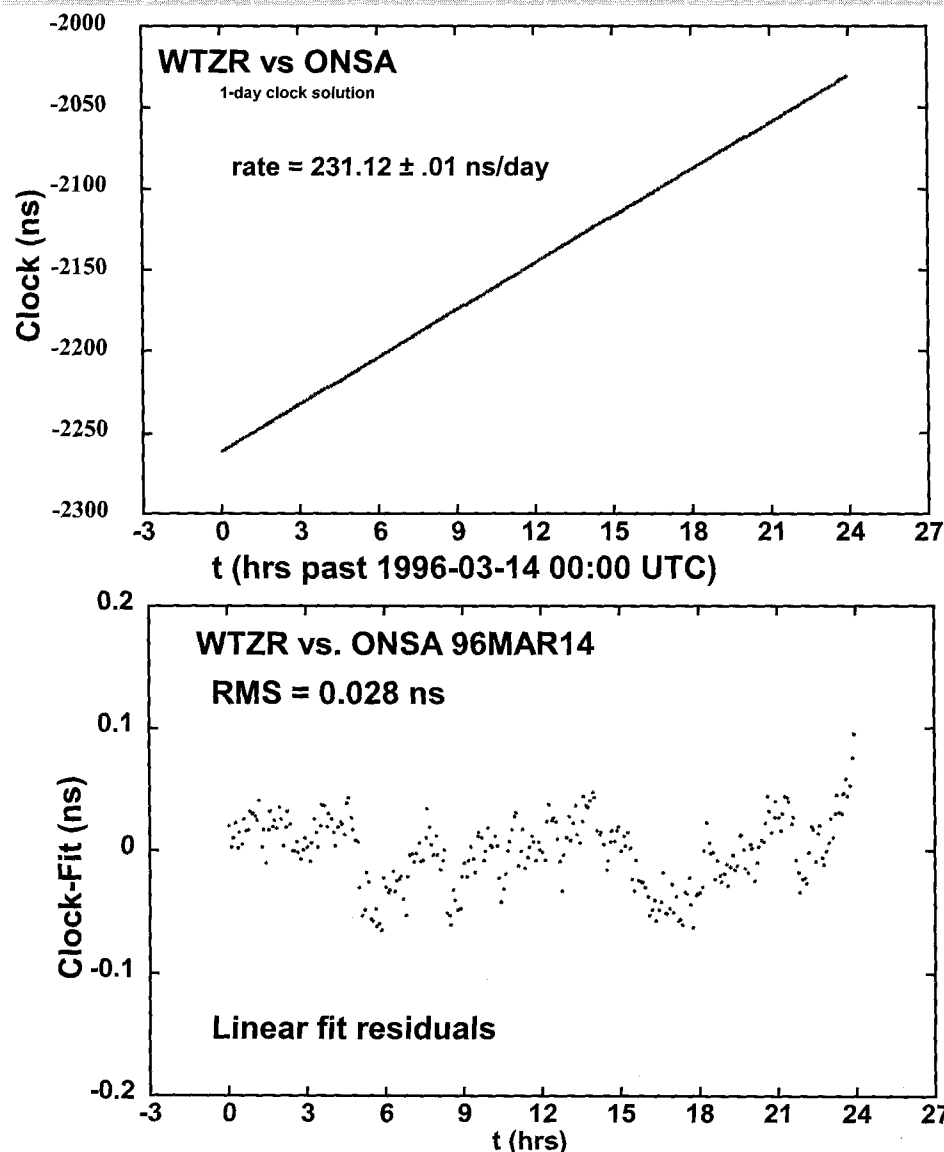 -2000
WTZR vs ONSA
1-day clock solution
-2050
rate = 231.12 ± .01 ns/day
-2100
Clock (ns)
-2150
-2200
-2250
-2300
-3 0 3 6 9 12 15 18 21 24 27
t (hrs past 1996-03-14 00:00 UTC)
0.2
WTZR vs. ONSA 96MAR14
RMS = 0.028 ns
0.1
Clock-Fit (ns)
0
-0.1
Linear fit residuals
-0.2
-3 0 3 6 9 12 15 18 21 24 27
t (hrs)